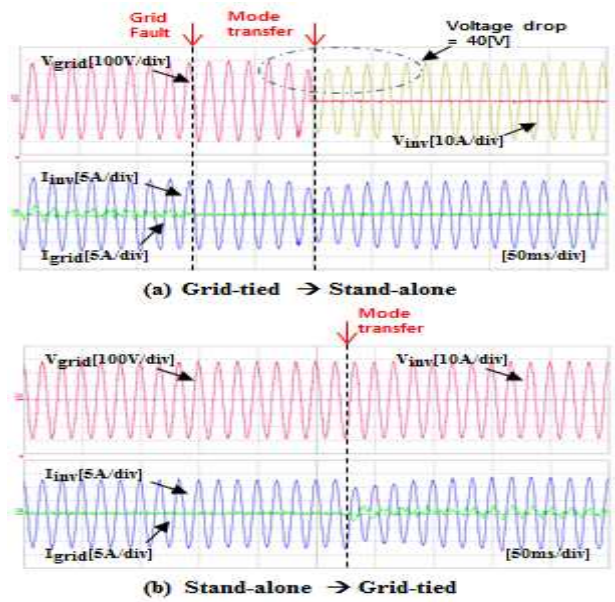 Grid
Fault
Mode
transfer
Voltage drop
= 40[V]
Vgrid[100V/div]
Vinv[10A/div]
Iinv[5A/div]
Igrid[5A/div]
[50ms/div]
(a) Grid-tied → Stand-alone
Mode
transfer
Vgrid[100V/div]
Vinv[10A/div]
Iinv[5A/div]
Igrid[5A/div]
[50ms/div]
(b) Stand-alone → Grid-tied